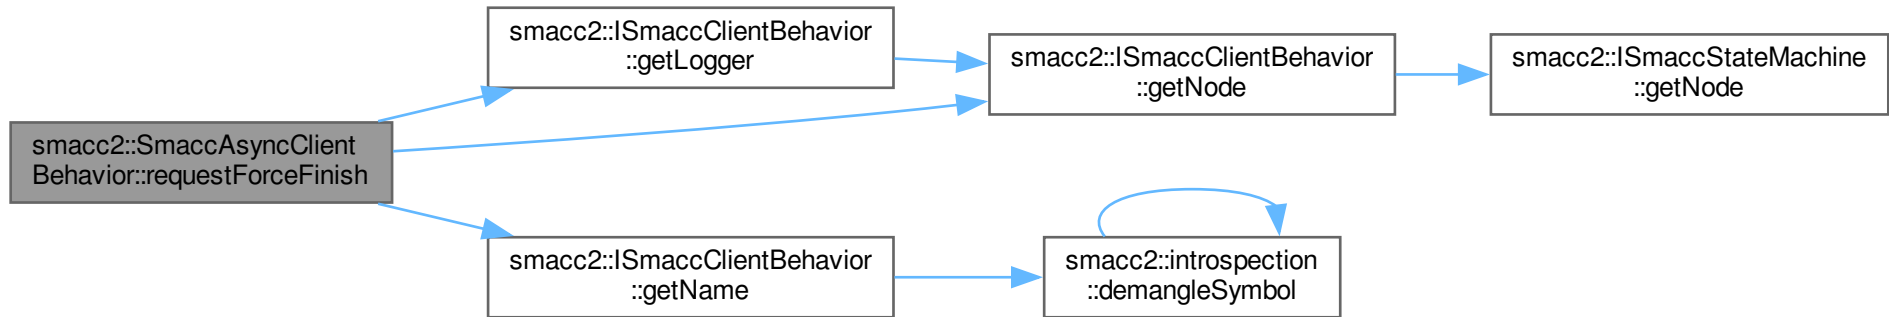 smacc2::SmaccAsyncClient
Behavior::requestForceFinish
smacc2::ISmaccClientBehavior
::getLogger
smacc2::ISmaccClientBehavior
::getNode
smacc2::ISmaccStateMachine
::getNode
smacc2::ISmaccClientBehavior
::getName
smacc2::introspection
::demangleSymbol